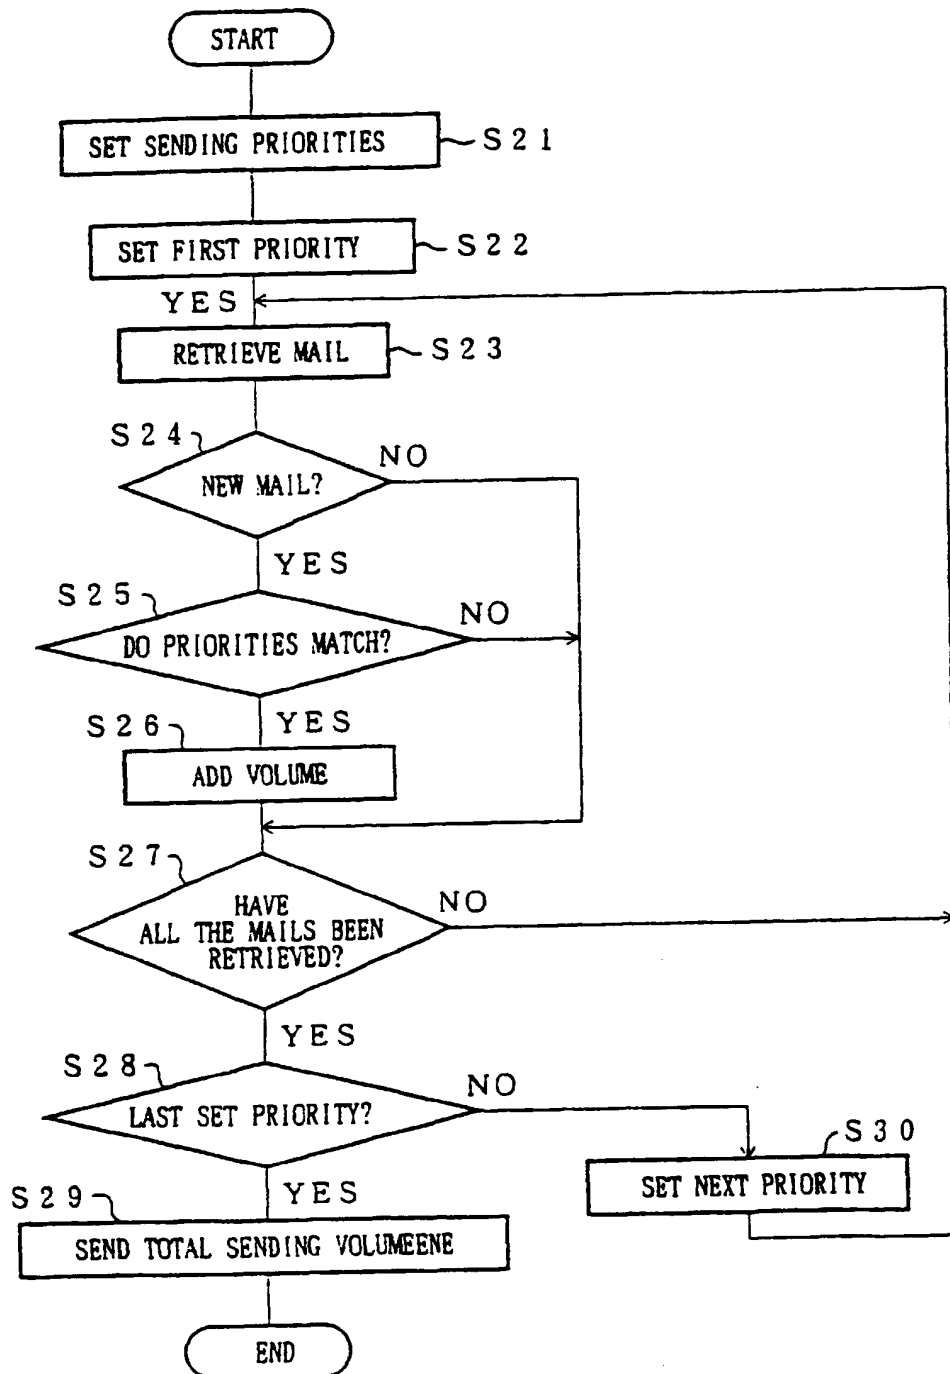 START
SET SENDING PRIORITIES
S21
SET FIRST PRIORITY
S22
YES
RETRIEVE MAIL
S23
S24
NEW MAIL?
NO
YES
S25
DO PRIORITIES MATCH?
NO
YES
S26
ADD VOLUME
S27
HAVE
ALL THE MAILS BEEN
RETRIEVED?
NO
YES
S28
LAST SET PRIORITY?
NO
S30
SET NEXT PRIORITY
YES
S29
SEND TOTAL SENDING VOLUMEENE
END